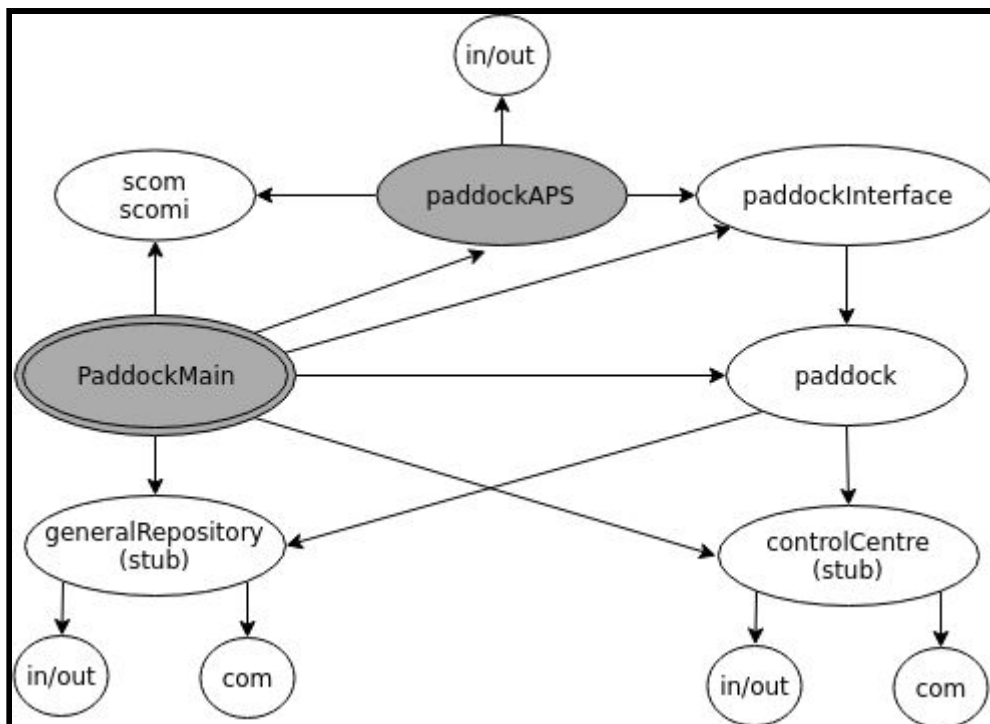 in/out
scom
scomi
paddockAPS
paddockInterface
PaddockMain
paddock
generalRepository
(stub)
controlCentre
(stub)
in/out
com
in/out
com